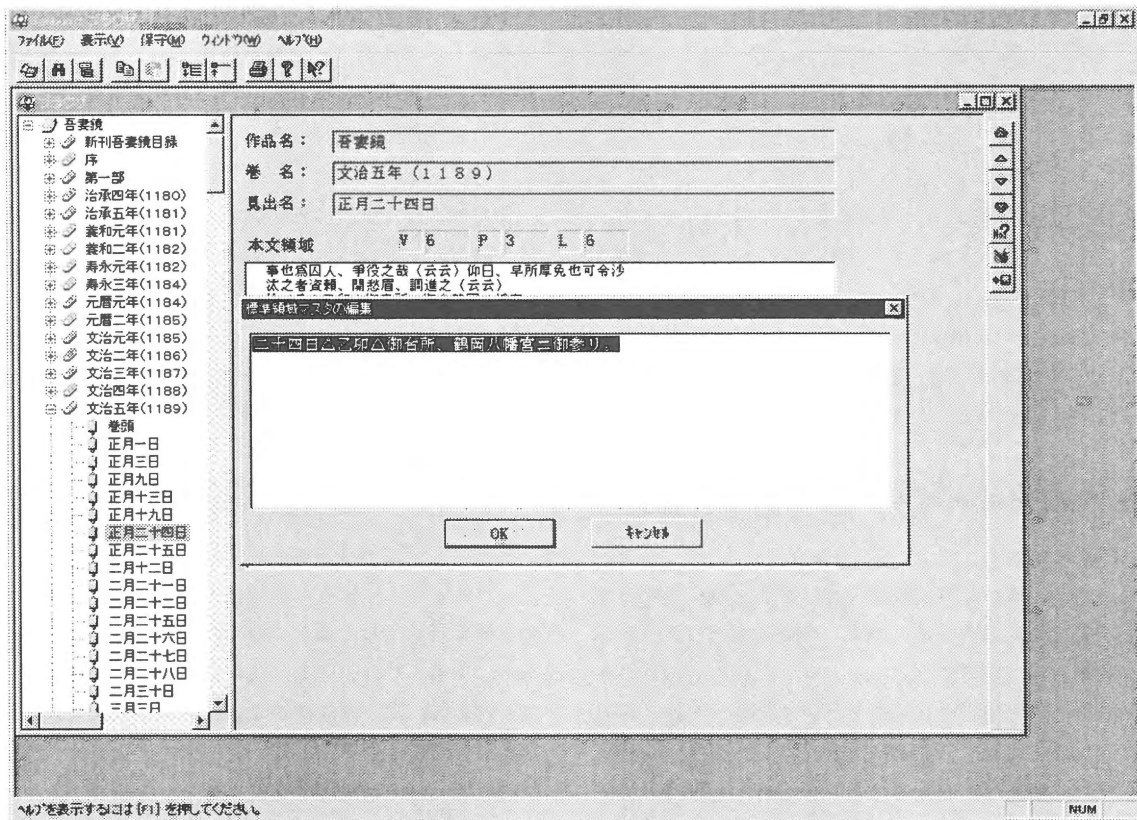 ファイル(F) 表示(V) 保守(M) ウィンドウ(W) ヘルプ(H)
吾妻鏡
新刊吾妻鏡目録
序
第一部
治承四年(1180)
治承五年(1181)
養和元年(1181)
養和二年(1182)
寿永元年(1182)
寿永三年(1184)
元暦元年(1184)
元暦二年(1185)
文治元年(1185)
文治二年(1186)
文治三年(1187)
文治四年(1188)
文治五年(1189)
巻頭
正月一日
正月三日
正月九日
正月十三日
正月十九日
正月二十四日
正月二十五日
二月十二日
二月二十一日
二月二十二日
二月二十五日
二月二十六日
二月二十七日
二月二十八日
二月三十日
三月三日
作品名： 吾妻鏡
巻 名： 文治五年（１１８９）
見出名： 正月二十四日
本文領域 V 6 P 3 L 6
事也爲囚人、爭役之哉（云云）仰曰、早所厚免也可令沙
汰之者資頼、開愁眉、調進之（云云）
標準領域マスタの編集
二十四日△乙卯△御台所、鶴岡八幡宮三御参り。
OK キャンセル
ヘルプを表示するには [F1] を押してください。 NUM